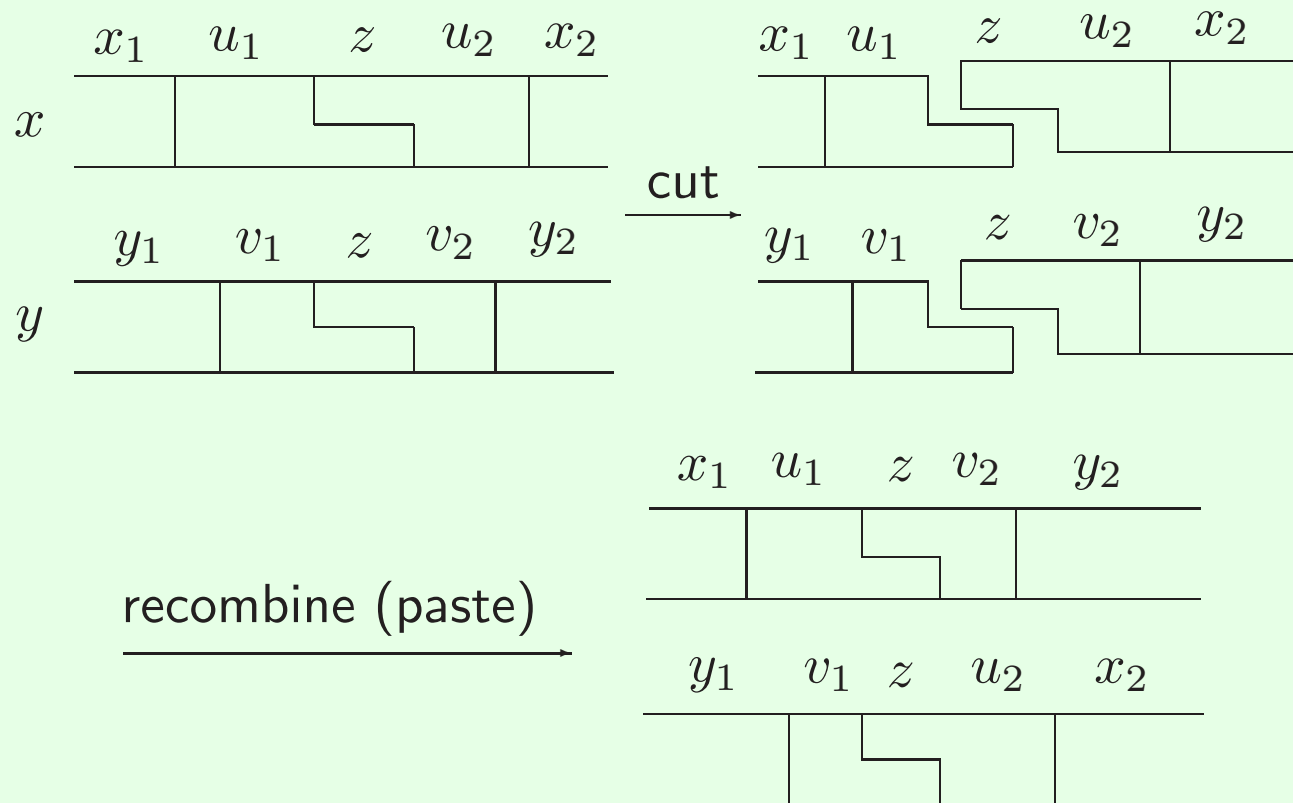 x₁ u₁ z u₂ x₂
x
y₁ v₁ z v₂ y₂
y
cut
x₁ u₁ z u₂ x₂
y₁ v₁ z v₂ y₂
recombine (paste)
x₁ u₁ z v₂ y₂
y₁ v₁ z u₂ x₂